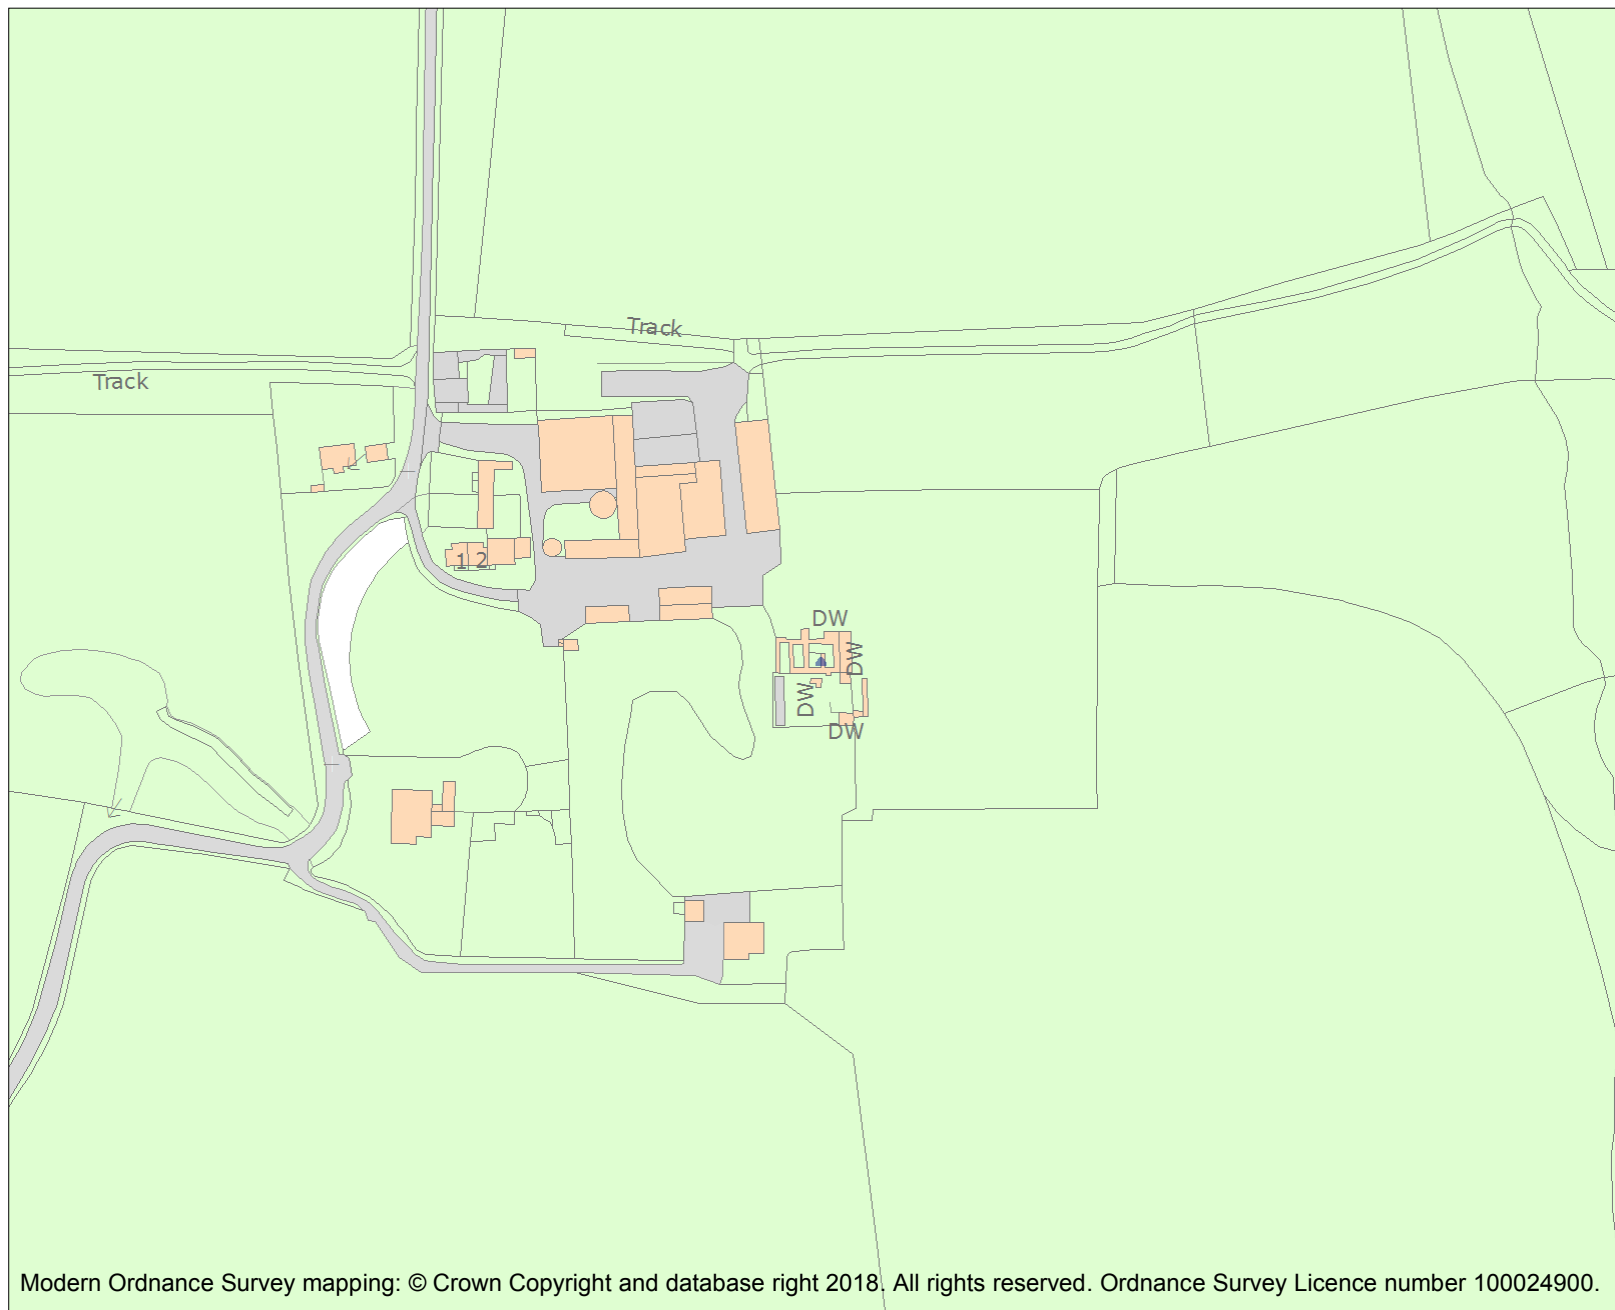 Track
Track
1 2
DW
DW
DW
DW
Modern Ordnance Survey mapping: © Crown Copyright and database right 2018. All rights reserved. Ordnance Survey Licence number 100024900.